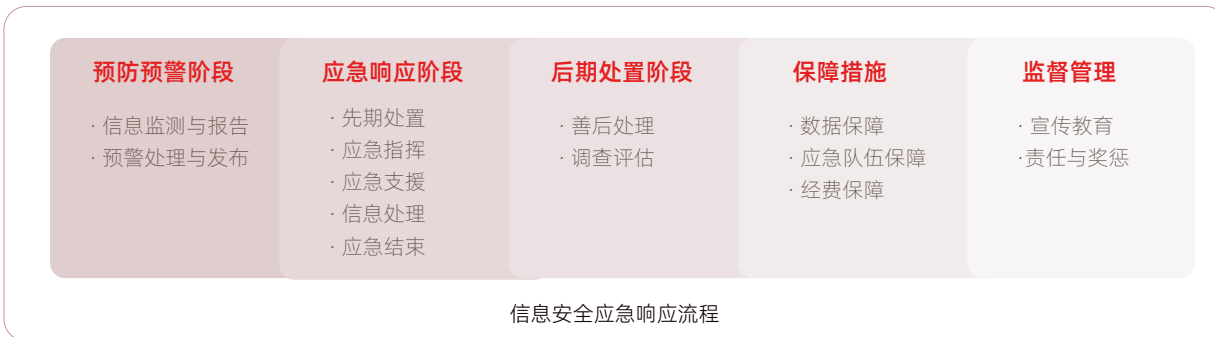 预防预警阶段
· 信息监测与报告
· 预警处理与发布
应急响应阶段
· 先期处置
· 应急指挥
· 应急支援
· 信息处理
· 应急结束
后期处置阶段
· 善后处理
· 调查评估
保障措施
· 数据保障
· 应急队伍保障
· 经费保障
监督管理
· 宣传教育
·责任与奖惩
信息安全应急响应流程